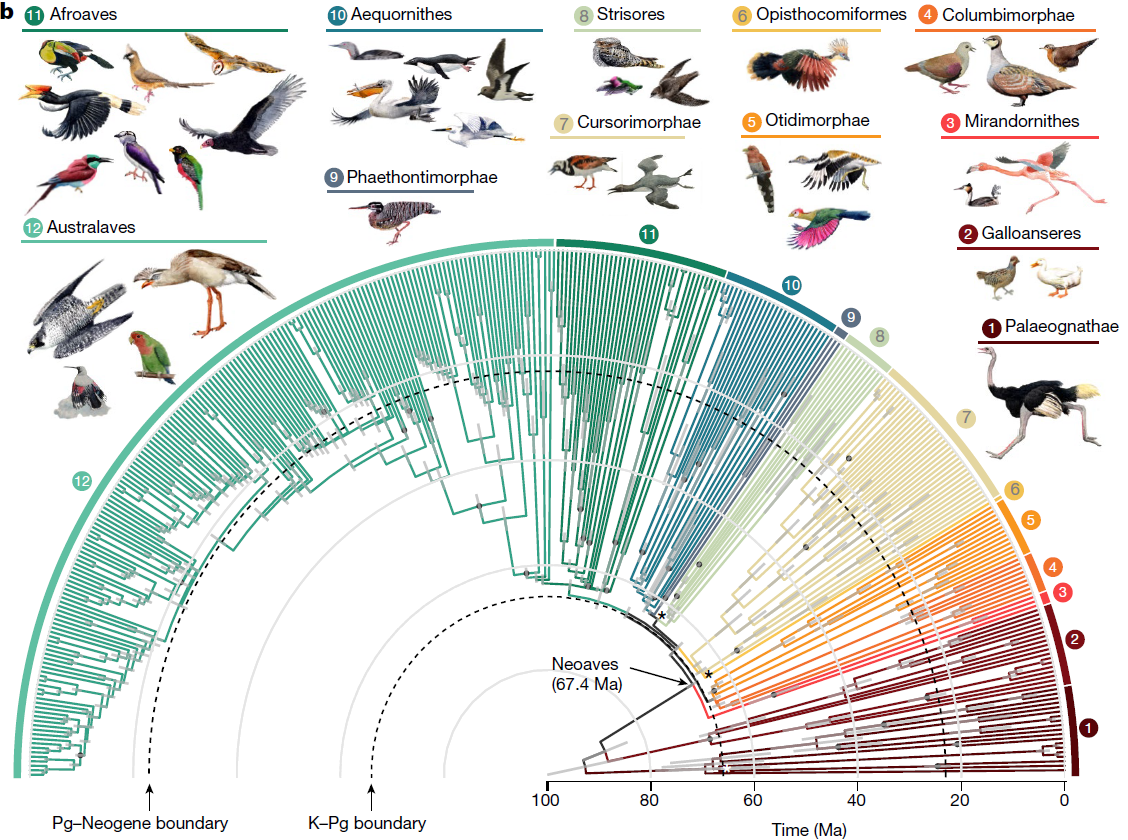 b
11 Afroaves
10 Aequornithes
8 Strisores
6 Opisthocomiformes
4 Columbimorphae
7 Cursorimorphae
5 Otidimorphae
3 Mirandornithes
9 Phaethontimorphae
12 Australaves
2 Galloanseres
1 Palaeognathae
11
10
9
8
7
12
6
5
4
3
2
1
Neoaves
(67.4 Ma)
*
*
100 80 60 40 20 0
Pg–Neogene boundary
K–Pg boundary
Time (Ma)